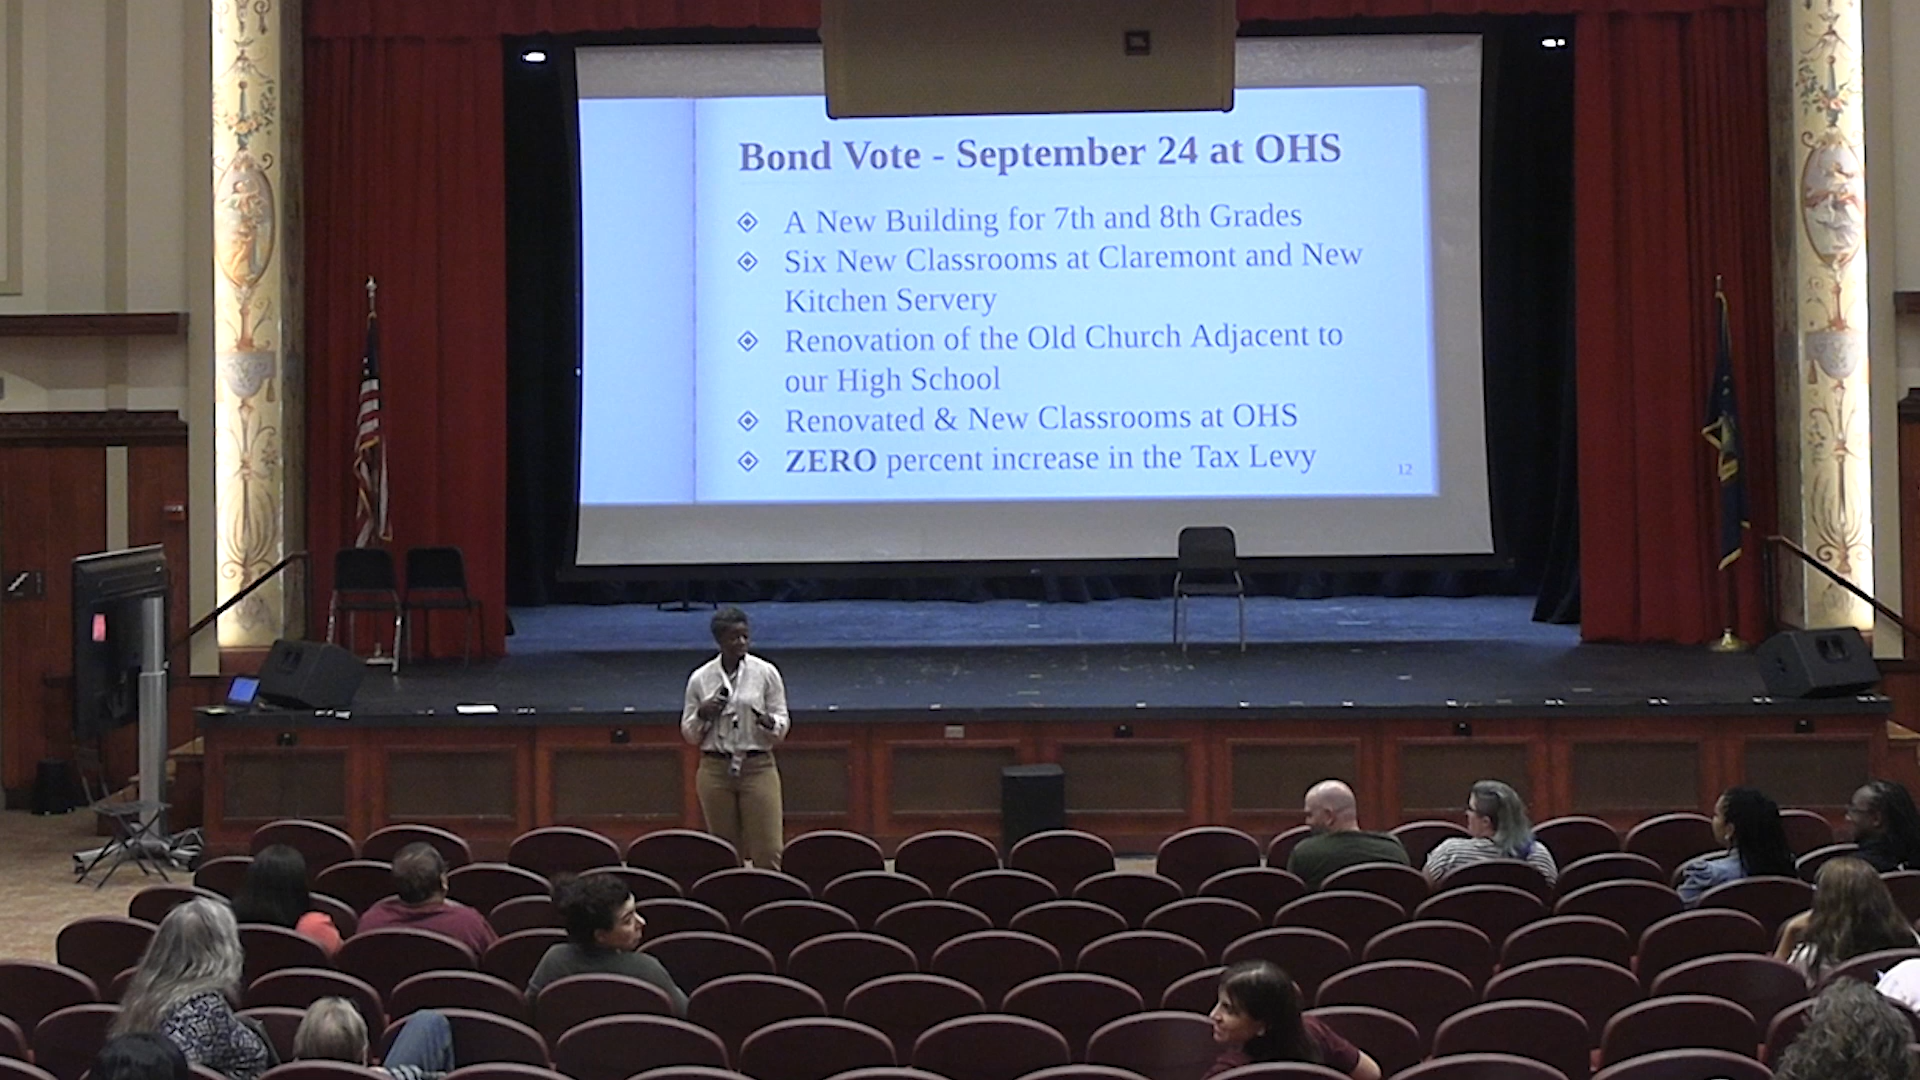 Bond Vote - September 24 at OHS
A New Building for 7th and 8th Grades
Six New Classrooms at Claremont and New
Kitchen Servery
Renovation of the Old Church Adjacent to
our High School
Renovated & New Classrooms at OHS
ZERO percent increase in the Tax Levy
12